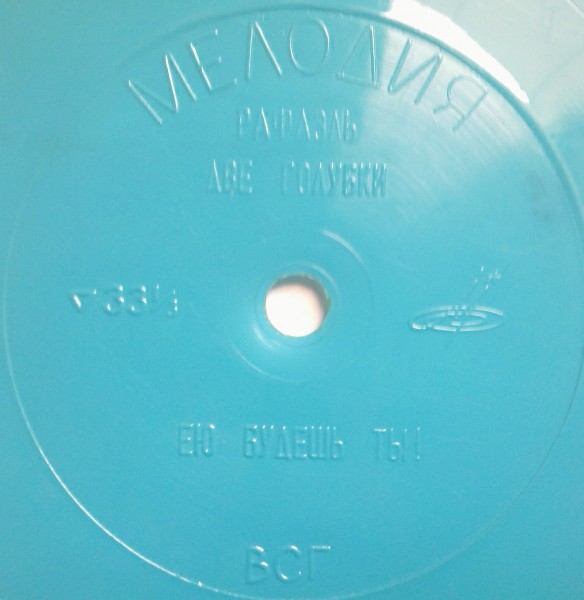 МЕЛОДИЯ
РАФАЭЛЬ
ДВЕ ГОЛУБКИ
33⅓
ЕЮ БУДЕШЬ ТЫ
ВСГ